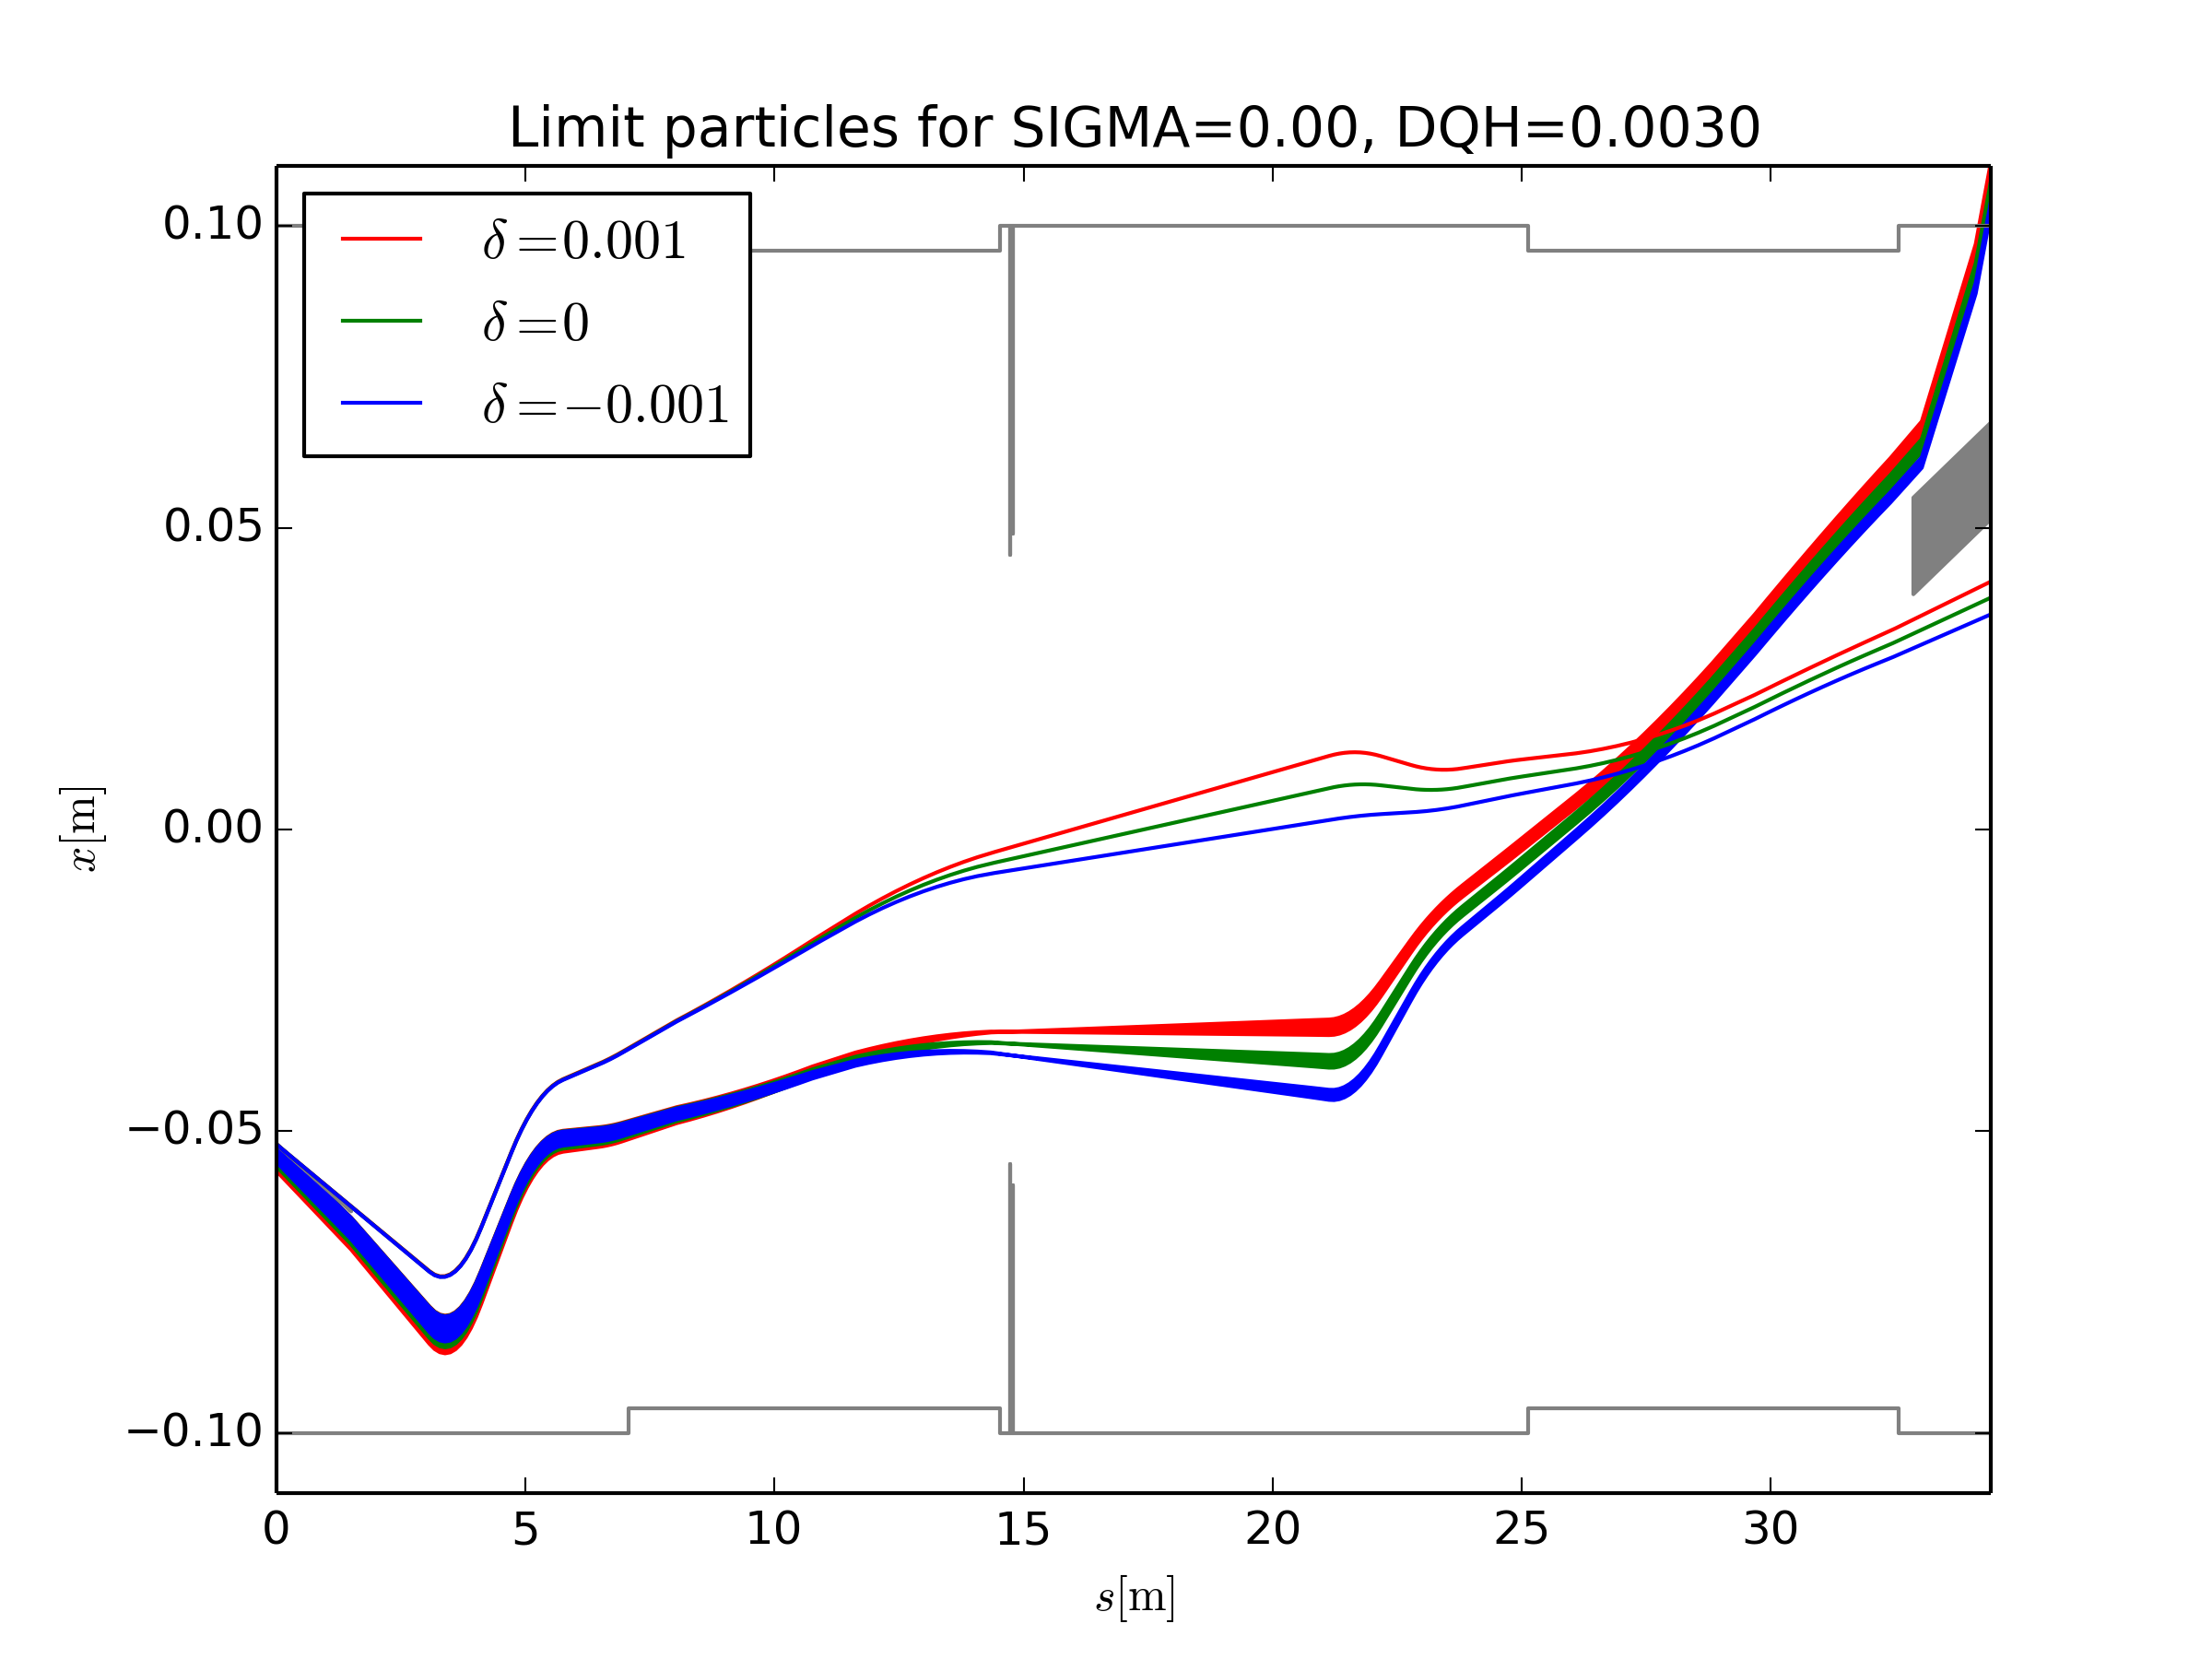 Limit particles for SIGMA=0.00, DQH=0.0030
δ=0.001
δ=0
δ=−0.001
0.10
0.05
0.00
−0.05
−0.10
x[m]
0 5 10 15 20 25 30
s[m]